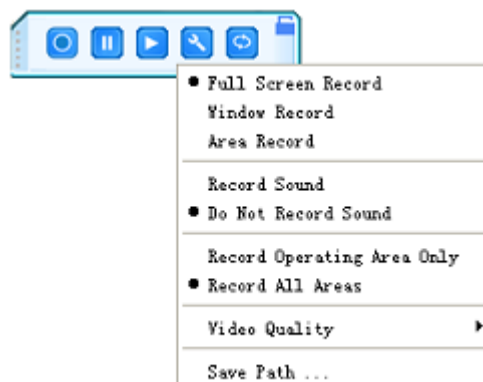 Full Screen Record
Window Record
Area Record
Record Sound
Do Not Record Sound
Record Operating Area Only
Record All Areas
Video Quality
Save Path ...